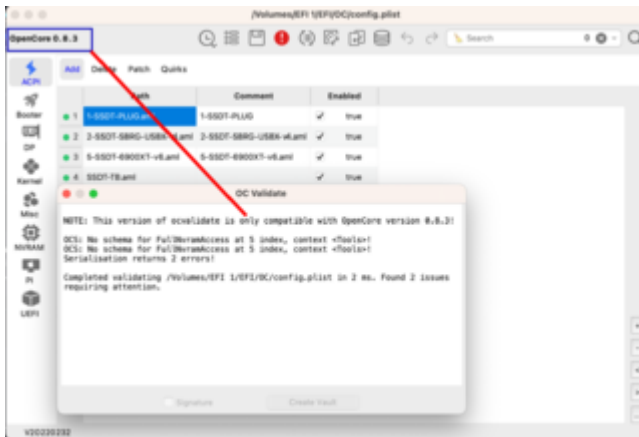 /Volumes/EFI 1/EFI/OC/config.plist
OpenCore 0.8.3
Search
0
ACPI
Add Delete Patch Quirks
Path Comment Enabled
Booter
1 1-SSDT-PLUG.aml 1-SSDT-PLUG true
DP
2 2-SSDT-SBRG-USBX-v4.aml 2-SSDT-SBRG-USBX-v4.aml true
3 5-SSDT-6900XT-v6.aml 5-SSDT-6900XT-v6.aml true
Kernel
4 SSDT-TB.aml true
Misc
OC Validate
NOTE: This version of ocvalidate is only compatible with OpenCore version 0.8.3!
NVRAM
OCS: No schema for FullNvramAccess at 5 index, context <Tools>!
OCS: No schema for FullNvramAccess at 5 index, context <Tools>!
Serialisation returns 2 errors!
PI
Completed validating /Volumes/EFI 1/EFI/OC/config.plist in 2 ms. Found 2 issues
requiring attention.
UEFI
Signature Create Vault